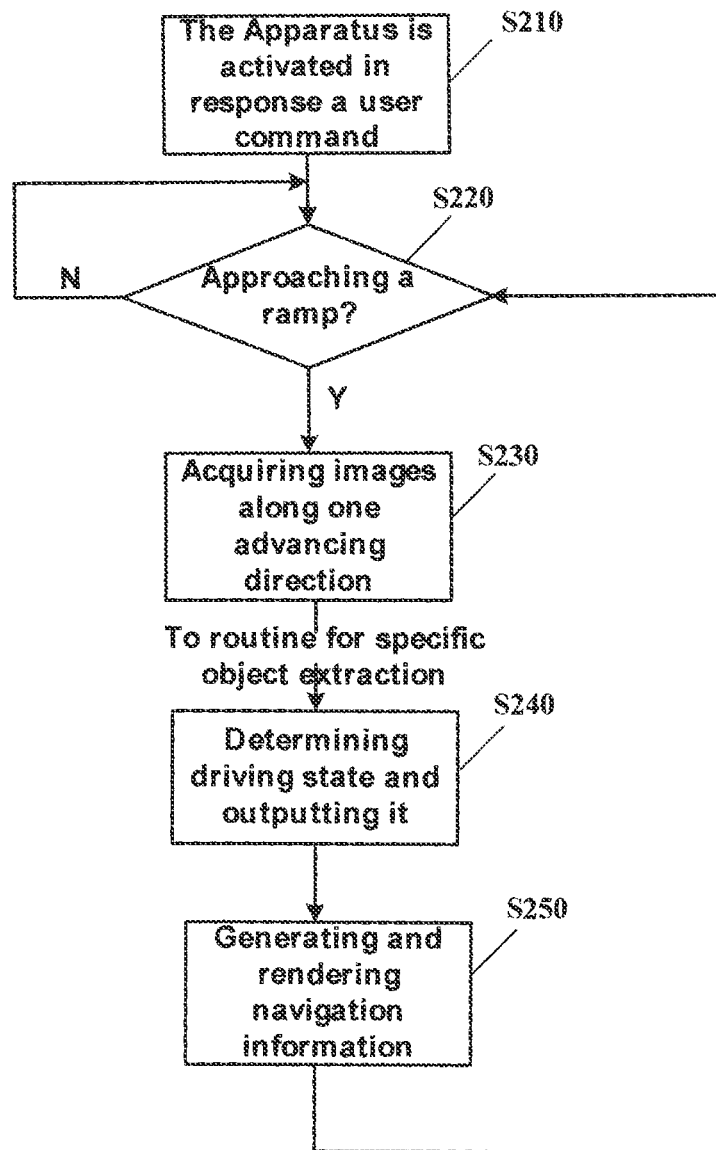 The Apparatus is
activated in
response a user
command
S210
S220
Approaching a
ramp?
N
Y
S230
Acquiring images
along one
advancing
direction
To routine for specific
object extraction
S240
Determining
driving state and
outputting it
S250
Generating and
rendering
navigation
information